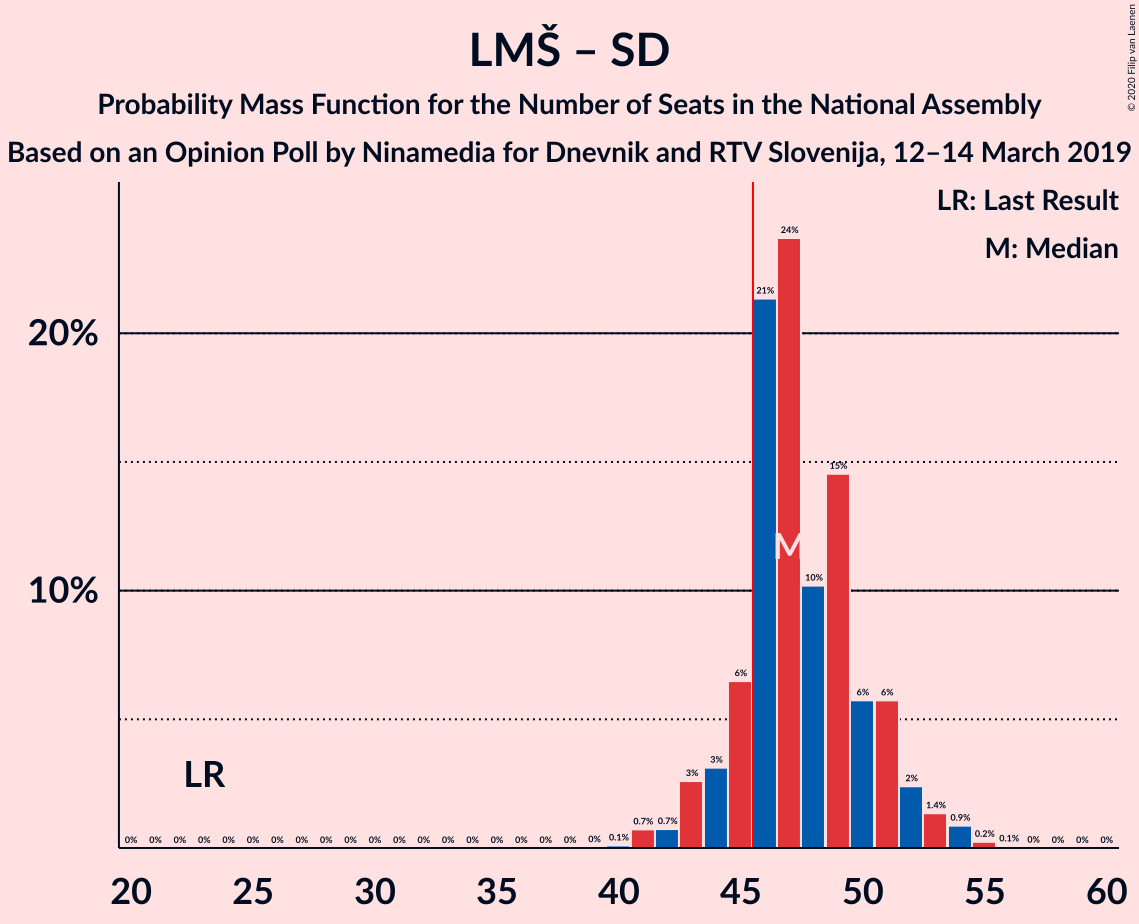 LMŠ – SD
Probability Mass Function for the Number of Seats in the National Assembly
Based on an Opinion Poll by Ninamedia for Dnevnik and RTV Slovenija, 12–14 March 2019
© 2020 Filip van Laenen
LR: Last Result
M: Median
20%
10%
LR
M
0% 0% 0% 0% 0% 0% 0% 0% 0% 0% 0% 0% 0% 0% 0% 0% 0% 0% 0% 0% 0.1% 0.7% 0.7% 3% 3% 6% 21% 24% 10% 15% 6% 6% 2% 1.4% 0.9% 0.2% 0.1% 0% 0% 0% 0%
20 25 30 35 40 45 50 55 60